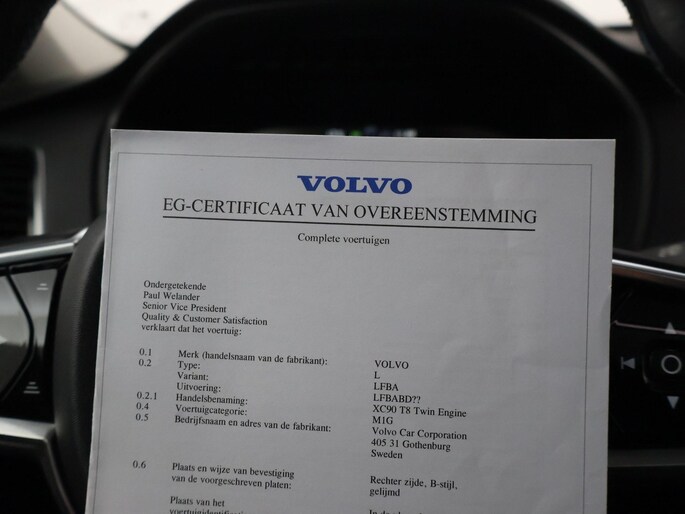 VOLVO
EG-CERTIFICAAT VAN OVEREENSTEMMING
Complete voertuigen
Ondergetekende
Paul Welander
Senior Vice President
Quality & Customer Satisfaction
verklaart dat het voertuig:
0.1 Merk (handelsnaam van de fabrikant): VOLVO
0.2 Type: L
Variant: LFBA
Uitvoering: LFBABD??
0.2.1 Handelsbenaming: XC90 T8 Twin Engine
0.4 Voertuigcategorie: M1G
0.5 Bedrijfsnaam en adres van de fabrikant: Volvo Car Corporation
405 31 Gothenburg
Sweden
0.6 Plaats en wijze van bevestiging Rechter zijde, B-stijl,
van de voorgeschreven platen: gelijmd
Plaats van het